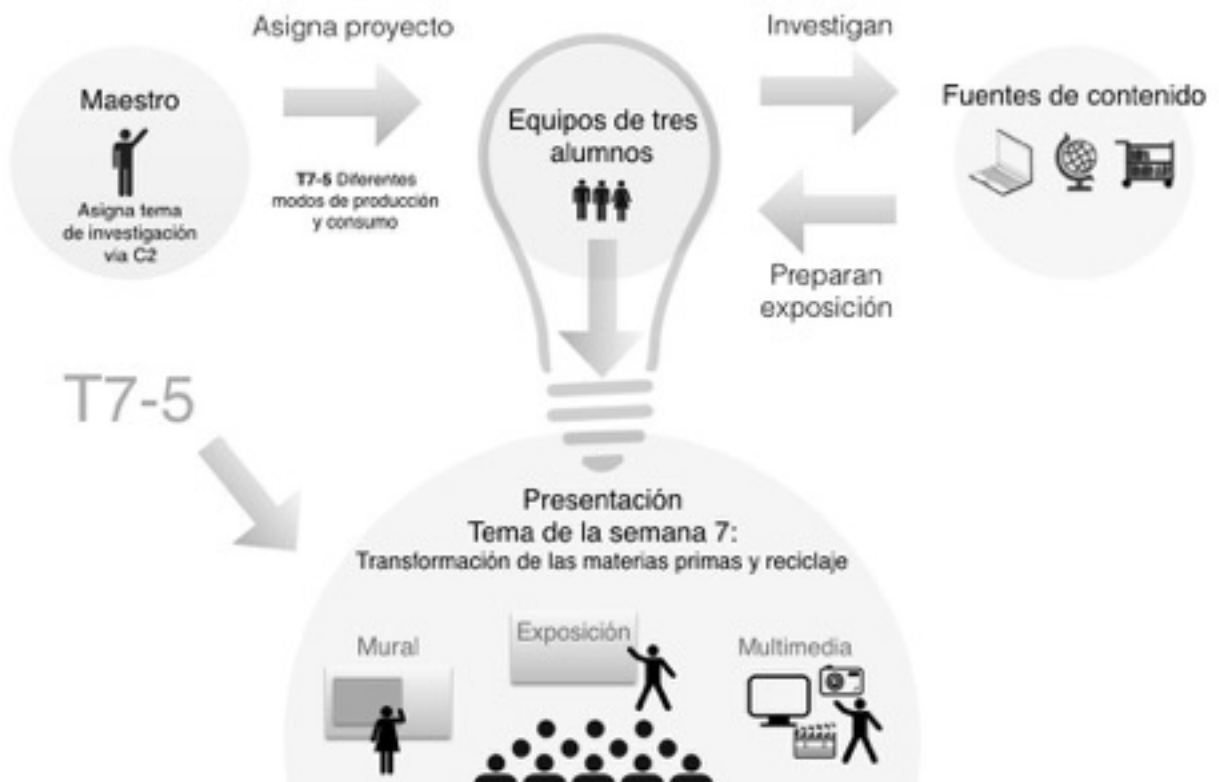 Asigna proyecto
Investigan
Maestro
Asigna tema
de investigación
via C2
T7-5 Diferentes
modos de producción
y consumo
Equipos de tres
alumnos
Fuentes de contenido
Preparan
exposición
T7-5
Presentación
Tema de la semana 7:
Transformación de las materias primas y reciclaje
Mural
Exposición
Multimedia